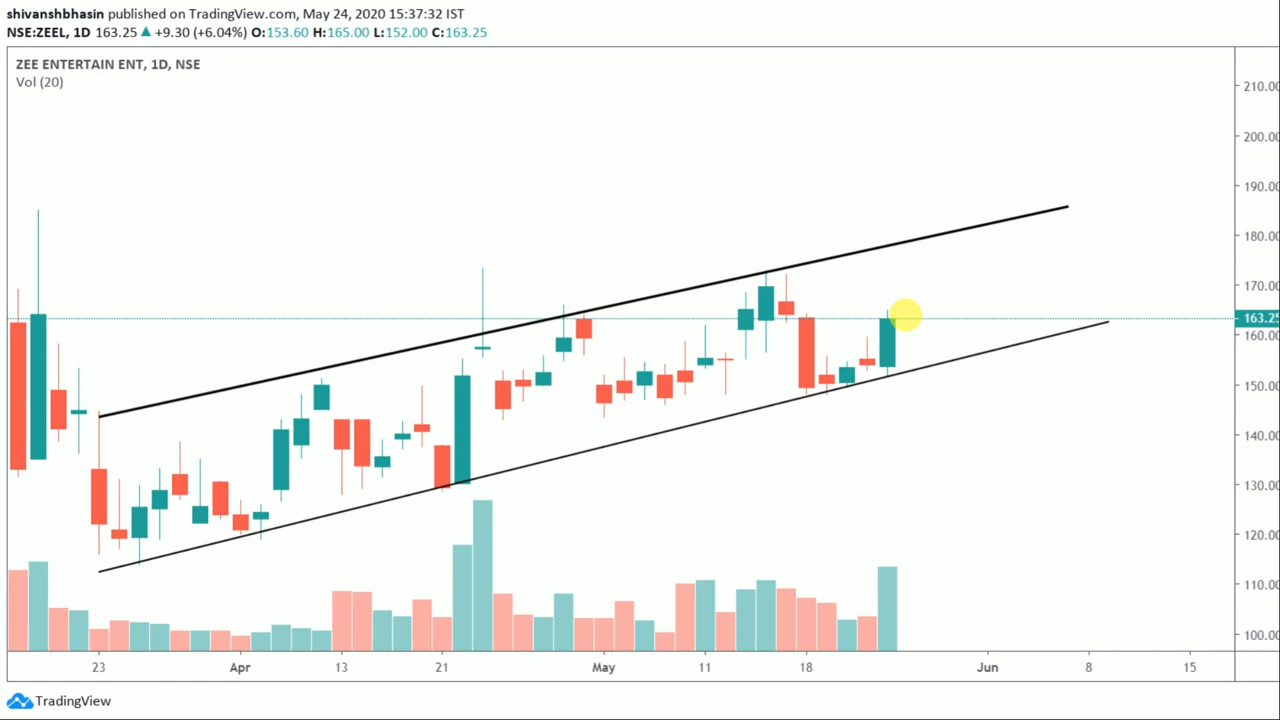 shivanshbhasin published on TradingView.com, May 24, 2020 15:37:32 IST
NSE:ZEEL, 1D 163.25 ▲ +9.30 (+6.04%) O:153.60 H:165.00 L:152.00 C:163.25
ZEE ENTERTAIN ENT, 1D, NSE
Vol (20)
210.00
200.00
190.00
180.00
170.00
163.25
160.00
150.00
140.00
130.00
120.00
110.00
100.00
23 Apr 13 21 May 11 18 Jun 8 15
TradingView